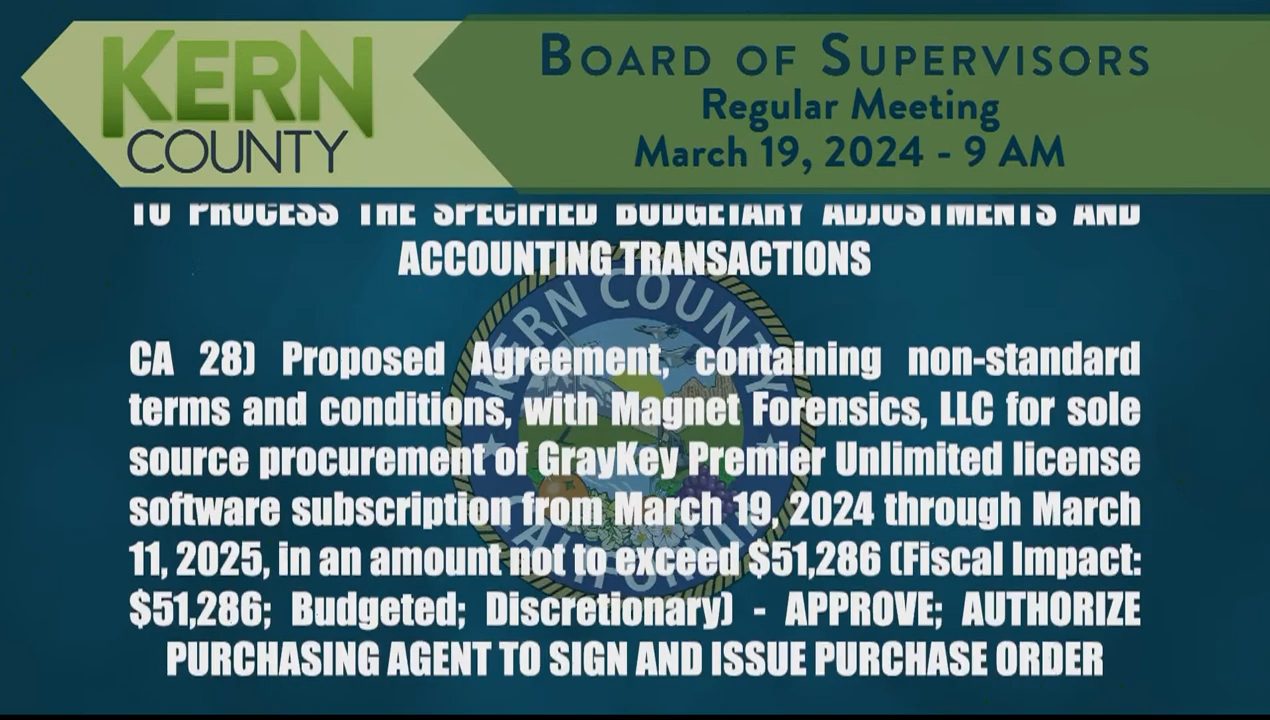 KERN
COUNTY
BOARD OF SUPERVISORS
Regular Meeting
March 19, 2024 - 9 AM
TO PROCESS THE SPECIFIED BUDGETARY ADJUSTMENTS AND
ACCOUNTING TRANSACTIONS
KERN COUNTY
CA 28) Proposed Agreement, containing non-standard
terms and conditions, with Magnet Forensics, LLC for sole
source procurement of GrayKey Premier Unlimited license
software subscription from March 19, 2024 through March
11, 2025, in an amount not to exceed $51,286 (Fiscal Impact:
$51,286; Budgeted; Discretionary) - APPROVE; AUTHORIZE
PURCHASING AGENT TO SIGN AND ISSUE PURCHASE ORDER
CALIFORNIA